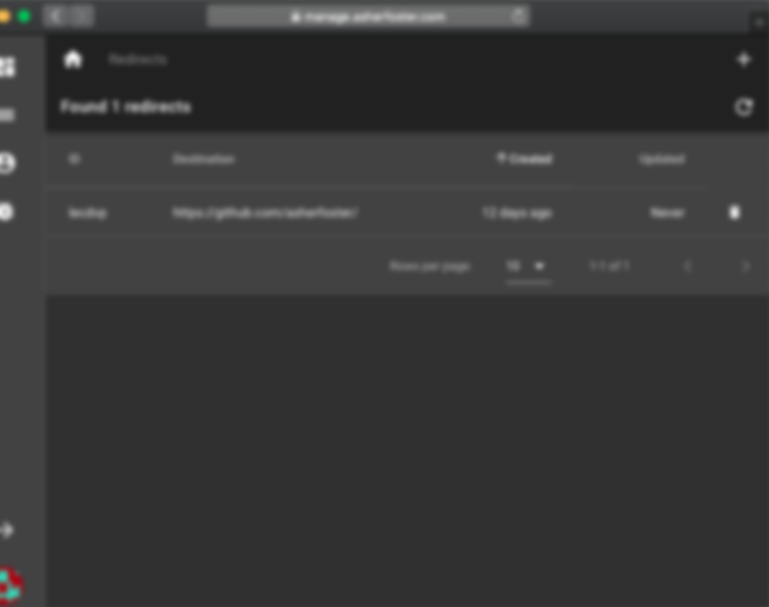 manage.asherfoster.com
Redirects
Found 1 redirects
ID Destination Created Updated
https://github.com/asherfoster/ 12 days ago Never
Rows per page: 10 1-1 of 1